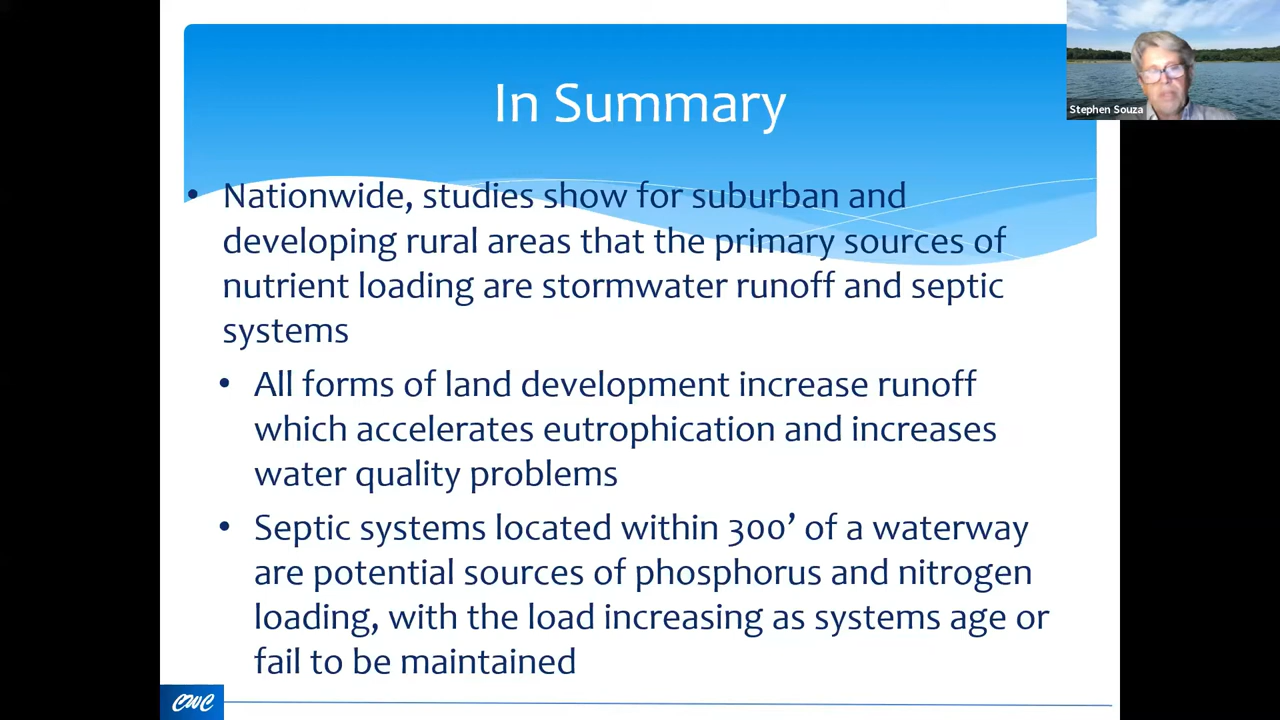 In Summary
Stephen Souza
• Nationwide, studies show for suburban and
developing rural areas that the primary sources of
nutrient loading are stormwater runoff and septic
systems
• All forms of land development increase runoff
which accelerates eutrophication and increases
water quality problems
• Septic systems located within 300’ of a waterway
are potential sources of phosphorus and nitrogen
loading, with the load increasing as systems age or
fail to be maintained
CWC